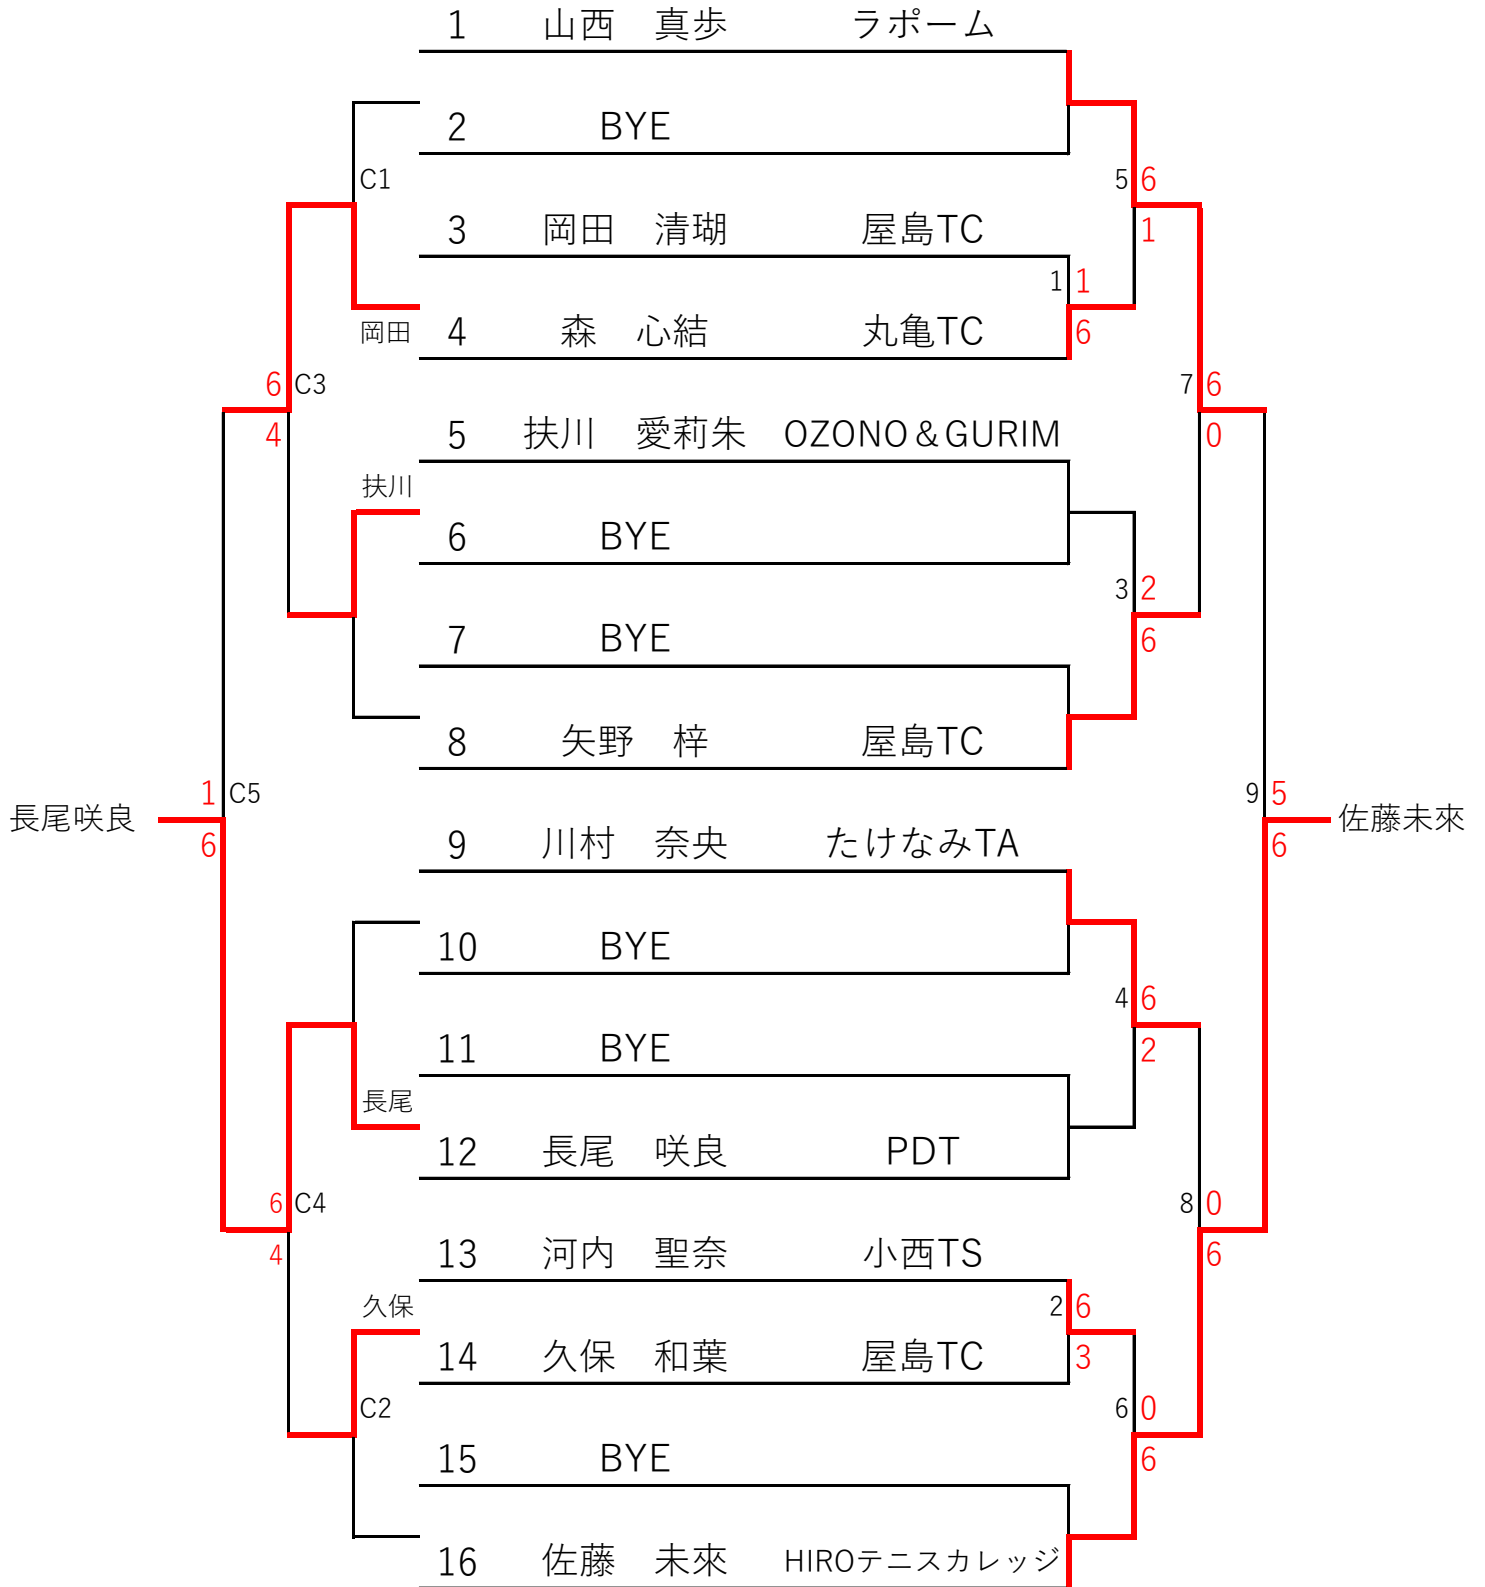 1 山西 真歩 ラポーム
2 BYE
C1 5 6
3 岡田 清瑚 屋島TC 1
1 1
岡田 4 森 心結 丸亀TC 6
6 C3 7 6
4 5 扶川 愛莉朱 OZONO＆GURIM 0
扶川
6 BYE
3 2
7 BYE 6
8 矢野 梓 屋島TC
1 C5 9 5
長尾咲良 佐藤未來
6 9 川村 奈央 たけなみTA 6
10 BYE
4 6
11 BYE 2
長尾
12 長尾 咲良 PDT
6 C4 8 0
4 13 河内 聖奈 小西TS 6
久保 2 6
14 久保 和葉 屋島TC 3
C2 6 0
15 BYE 6
16 佐藤 未來 HIROテニスカレッジ